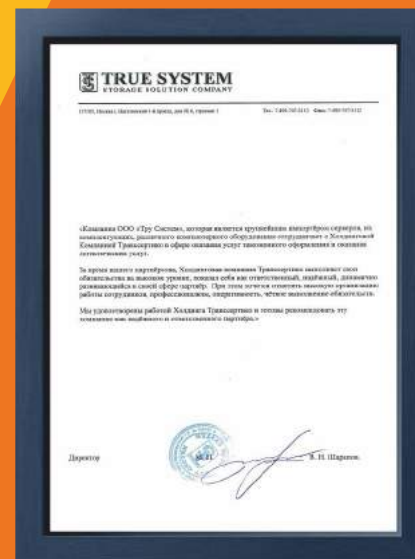 TRUE SYSTEM
STORAGE SOLUTION COMPANY
«Компания ООО «Тру Систем», которая является крупнейшим импортёром серверов, их
комплектующих, различного компьютерного оборудования сотрудничает с Холдинговой
Компанией Транспортико в сфере оказания услуг таможенного оформления и оказания
логистических услуг.
За время нашего партнёрства, Холдинговая компания Транспортико выполняет свои
обязательства на высоком уровне, показал себя как ответственный, надёжный, динамично
развивающийся в своей сфере партнёр. При этом хочется отметить высокую организацию
работы сотрудников, профессионализм, оперативность, чёткое выполнение обязательств.
Мы удовлетворены работой Холдинга Транспортико и готовы рекомендовать эту
компанию как надёжного и ответственного партнёра.»
Директор
М.П.
В. Н.